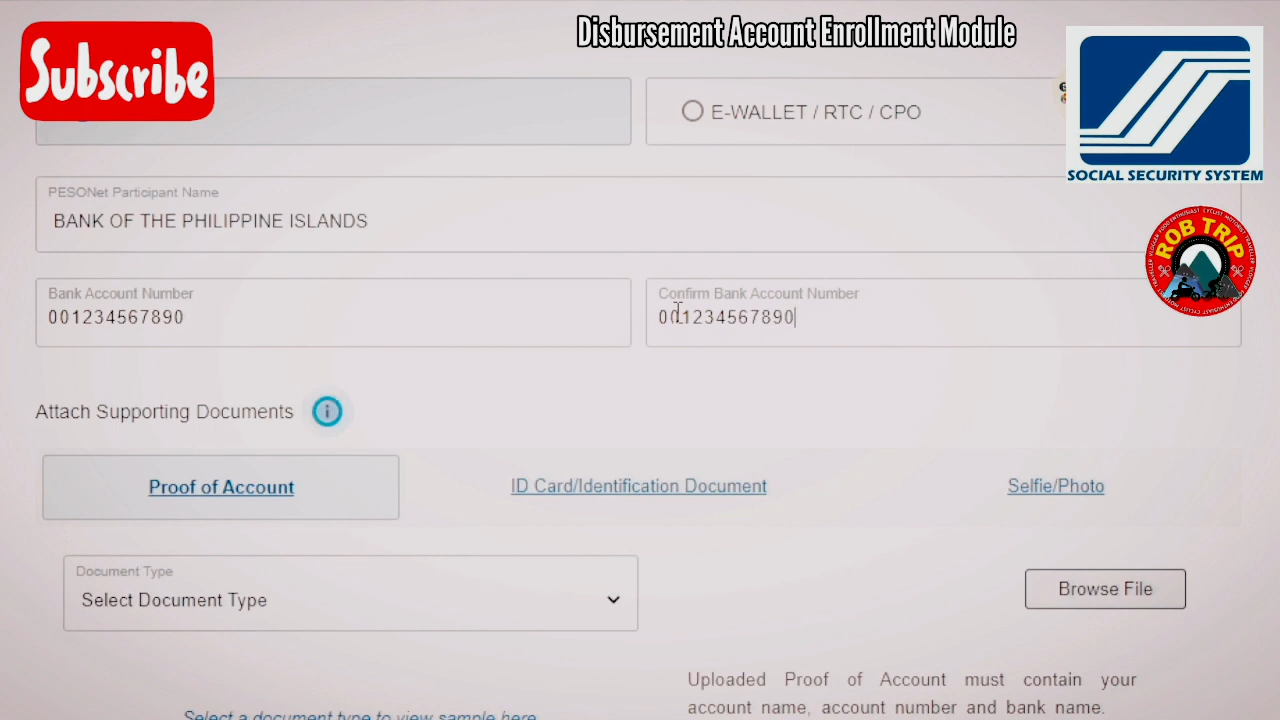 Disbursement Account Enrollment Module
Subscribe
E-WALLET / RTC / CPO
SOCIAL SECURITY SYSTEM
PESONet Participant Name
BANK OF THE PHILIPPINE ISLANDS
ROB TRIP
Bank Account Number
001234567890
Confirm Bank Account Number
001234567890
Attach Supporting Documents
Proof of Account
ID Card/Identification Document
Selfie/Photo
Document Type
Select Document Type
Browse File
Uploaded Proof of Account must contain your
account name, account number and bank name.
Select a document type to view sample here